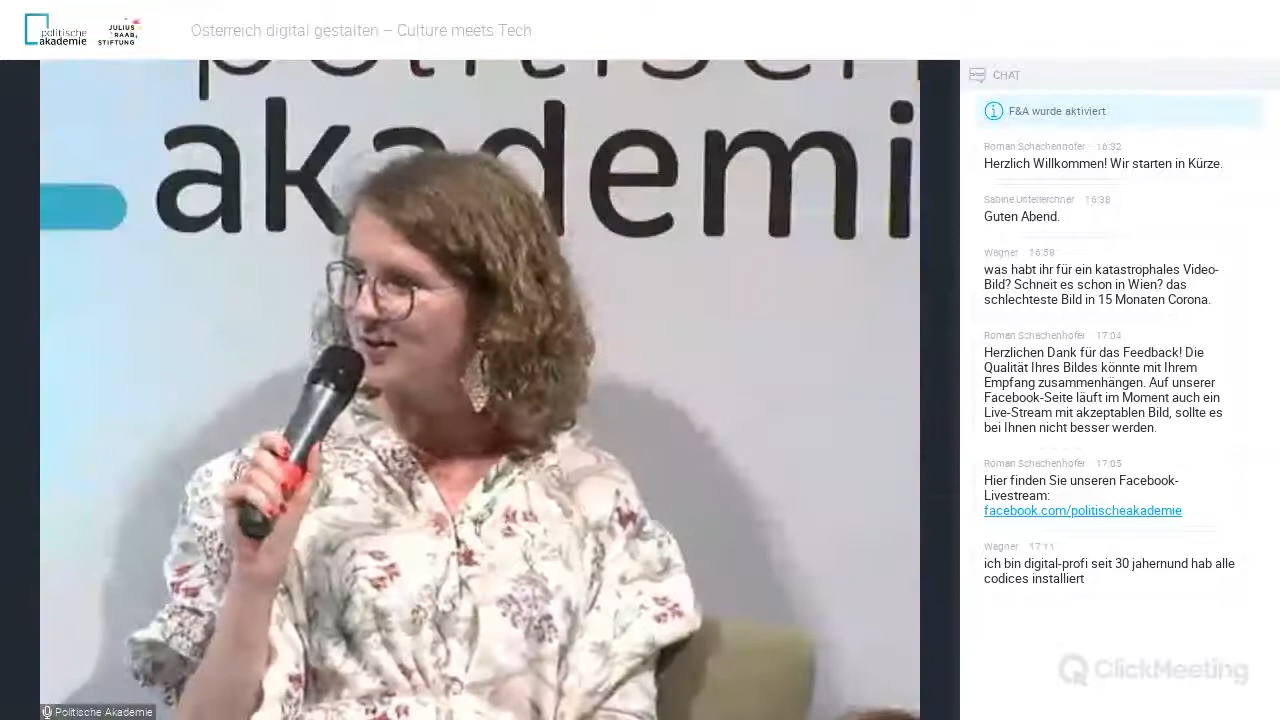 politische
akademie
JULIUS
RAAB,
STIFTUNG
Österreich digital gestalten – Culture meets Tech
akademi
CHAT
F&A wurde aktiviert
Roman Schachenhofer 16:32
Herzlich Willkommen! Wir starten in Kürze.
Sabine Unterlerchner 16:38
Guten Abend.
Wagner 16:58
was habt ihr für ein katastrophales Video-
Bild? Schneit es schon in Wien? das
schlechteste Bild in 15 Monaten Corona.
Roman Schachenhofer 17:04
Herzlichen Dank für das Feedback! Die
Qualität Ihres Bildes könnte mit Ihrem
Empfang zusammenhängen. Auf unserer
Facebook-Seite läuft im Moment auch ein
Live-Stream mit akzeptablen Bild, sollte es
bei Ihnen nicht besser werden.
Roman Schachenhofer 17:05
Hier finden Sie unseren Facebook-
Livestream:
facebook.com/politischeakademie
Wagner 17:11
ich bin digital-profi seit 30 jahernund hab alle
codices installiert
ClickMeeting
Politische Akademie